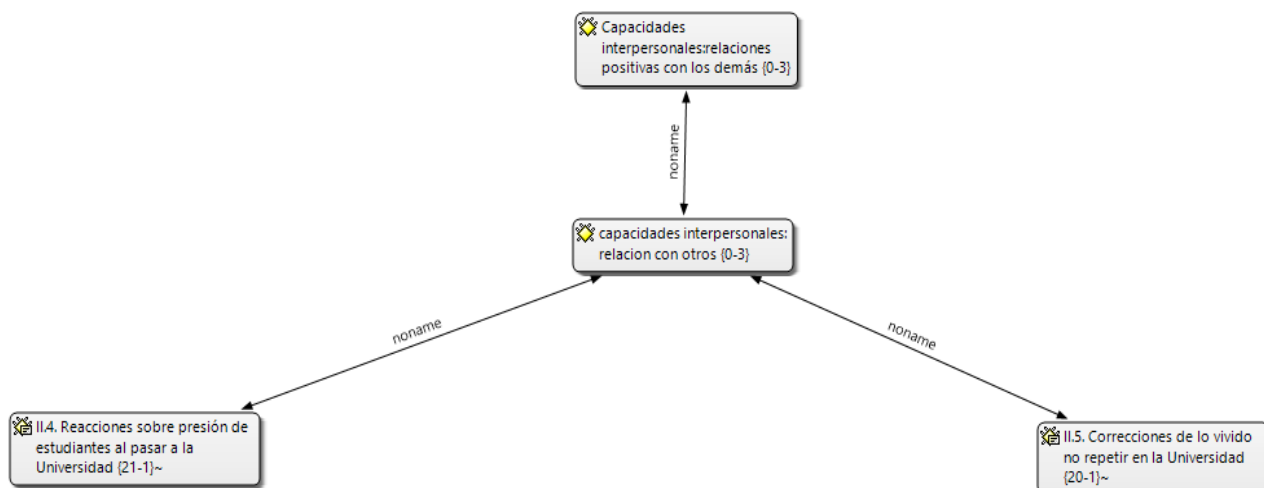 Capacidades
interpersonales:relaciones
positivas con los demás {0-3}
noname
capacidades interpersonales:
relacion con otros {0-3}
noname
noname
II.4. Reacciones sobre presión de
estudiantes al pasar a la
Universidad {21-1}~
II.5. Correcciones de lo vivido
no repetir en la Universidad
{20-1}~